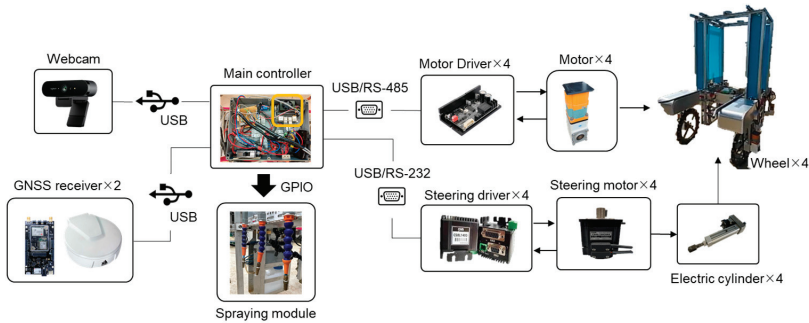 Webcam
USB
Main controller
USB/RS-485
Motor Driver×4
Motor×4
Wheel×4
GNSS receiver×2
USB
GPIO
Spraying module
USB/RS-232
Steering driver×4
Steering motor×4
Electric cylinder×4